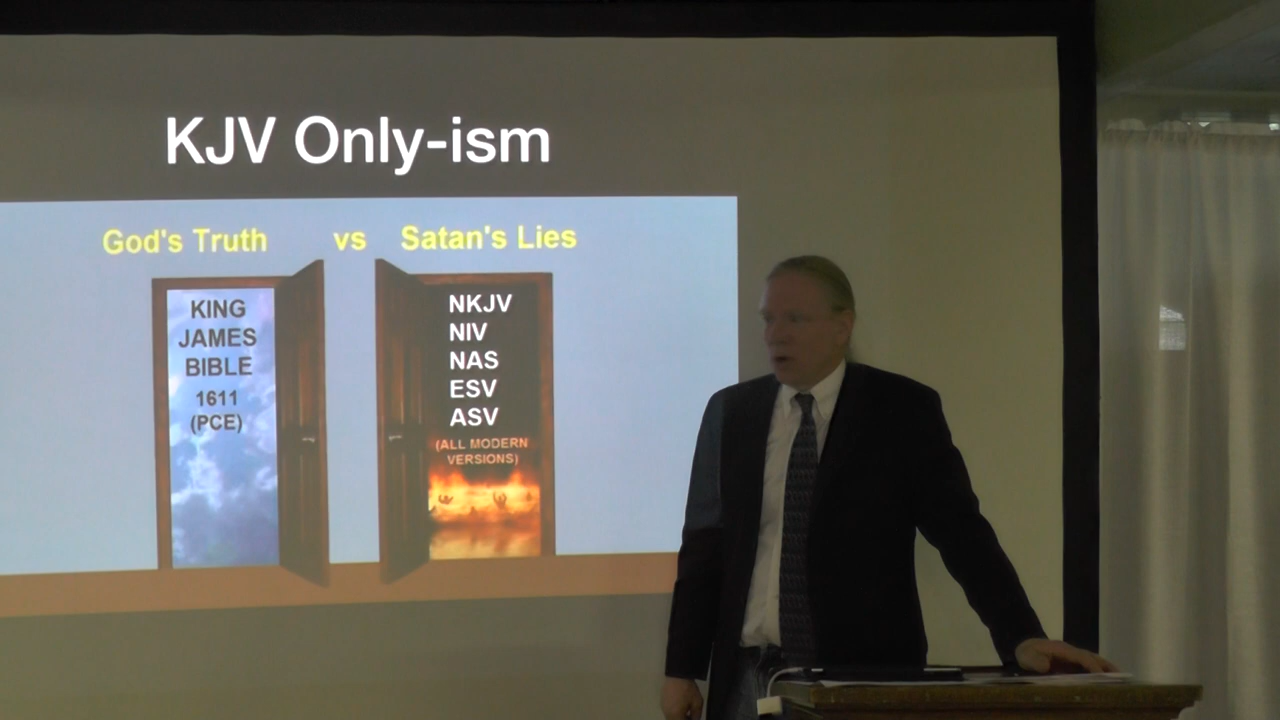 KJV Only-ism
God's Truth vs Satan's Lies
KING
JAMES
BIBLE
1611
(PCE)
NKJV
NIV
NAS
ESV
ASV
(ALL MODERN
VERSIONS)